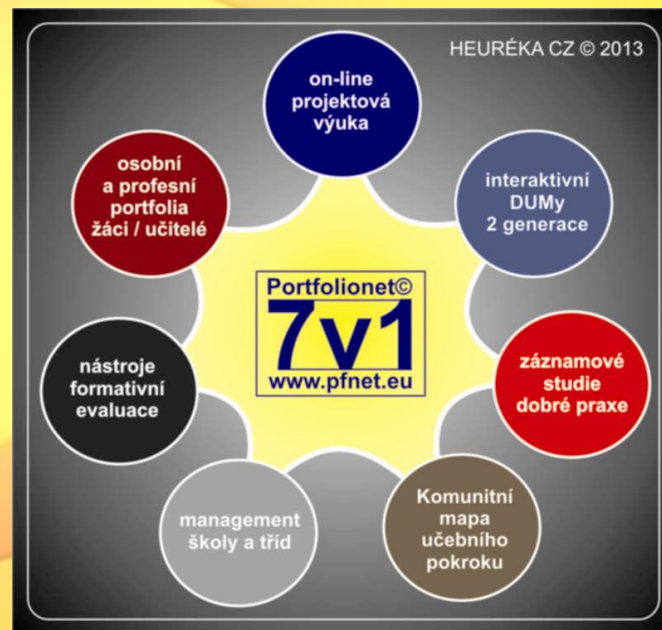 HEURÉKA CZ © 2013
on-line
projektová
výuka
osobní
a profesní
portfolia
žáci / učitelé
interaktivní
DUMy
2 generace
Portfolionet©
7v1
www.pfnet.eu
nástroje
formativní
evaluace
záznamové
studie
dobré praxe
management
školy a tříd
Komunitní
mapa
učebního
pokroku